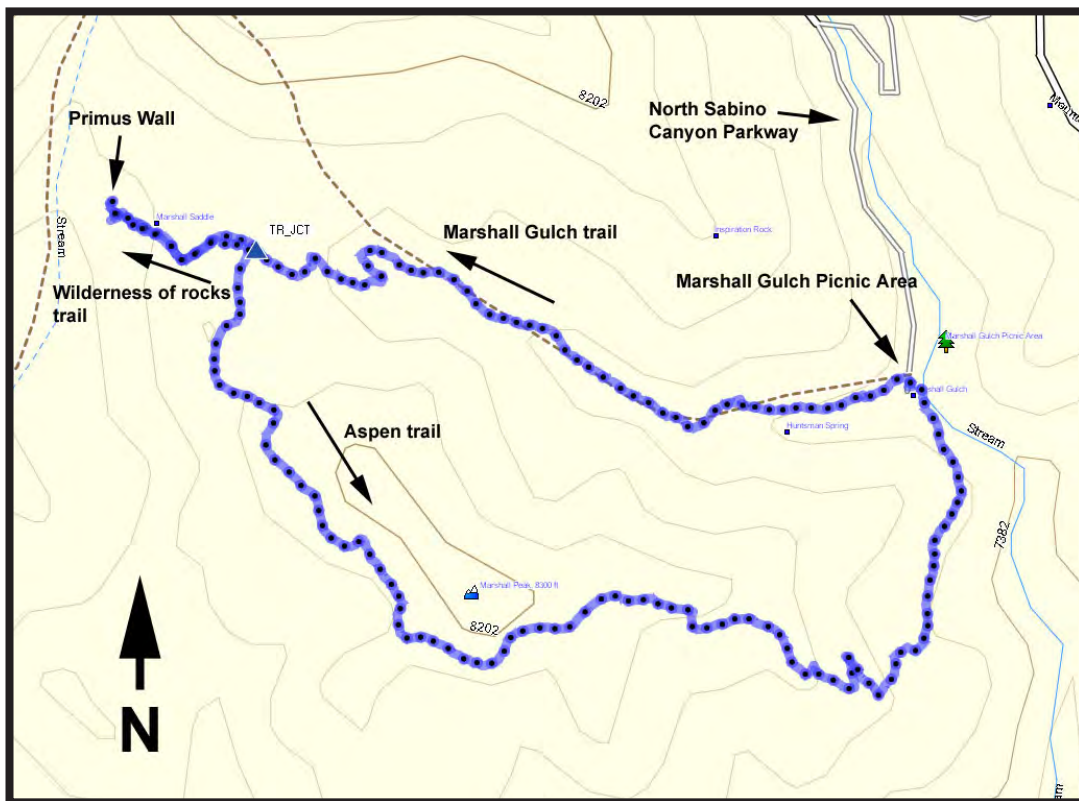 8202
North Sabino
Canyon Parkway
Primus Wall
Stream
Marshall Saddle
TR_JCT
Marshall Gulch trail
Inspiration Rock
Marshall Gulch Picnic Area
Wilderness of rocks
trail
Marshall Gulch Picnic Area
Huntsman Spring
Stream
Aspen trail
7382
Marshall Peak, 8300 ft
8202
N